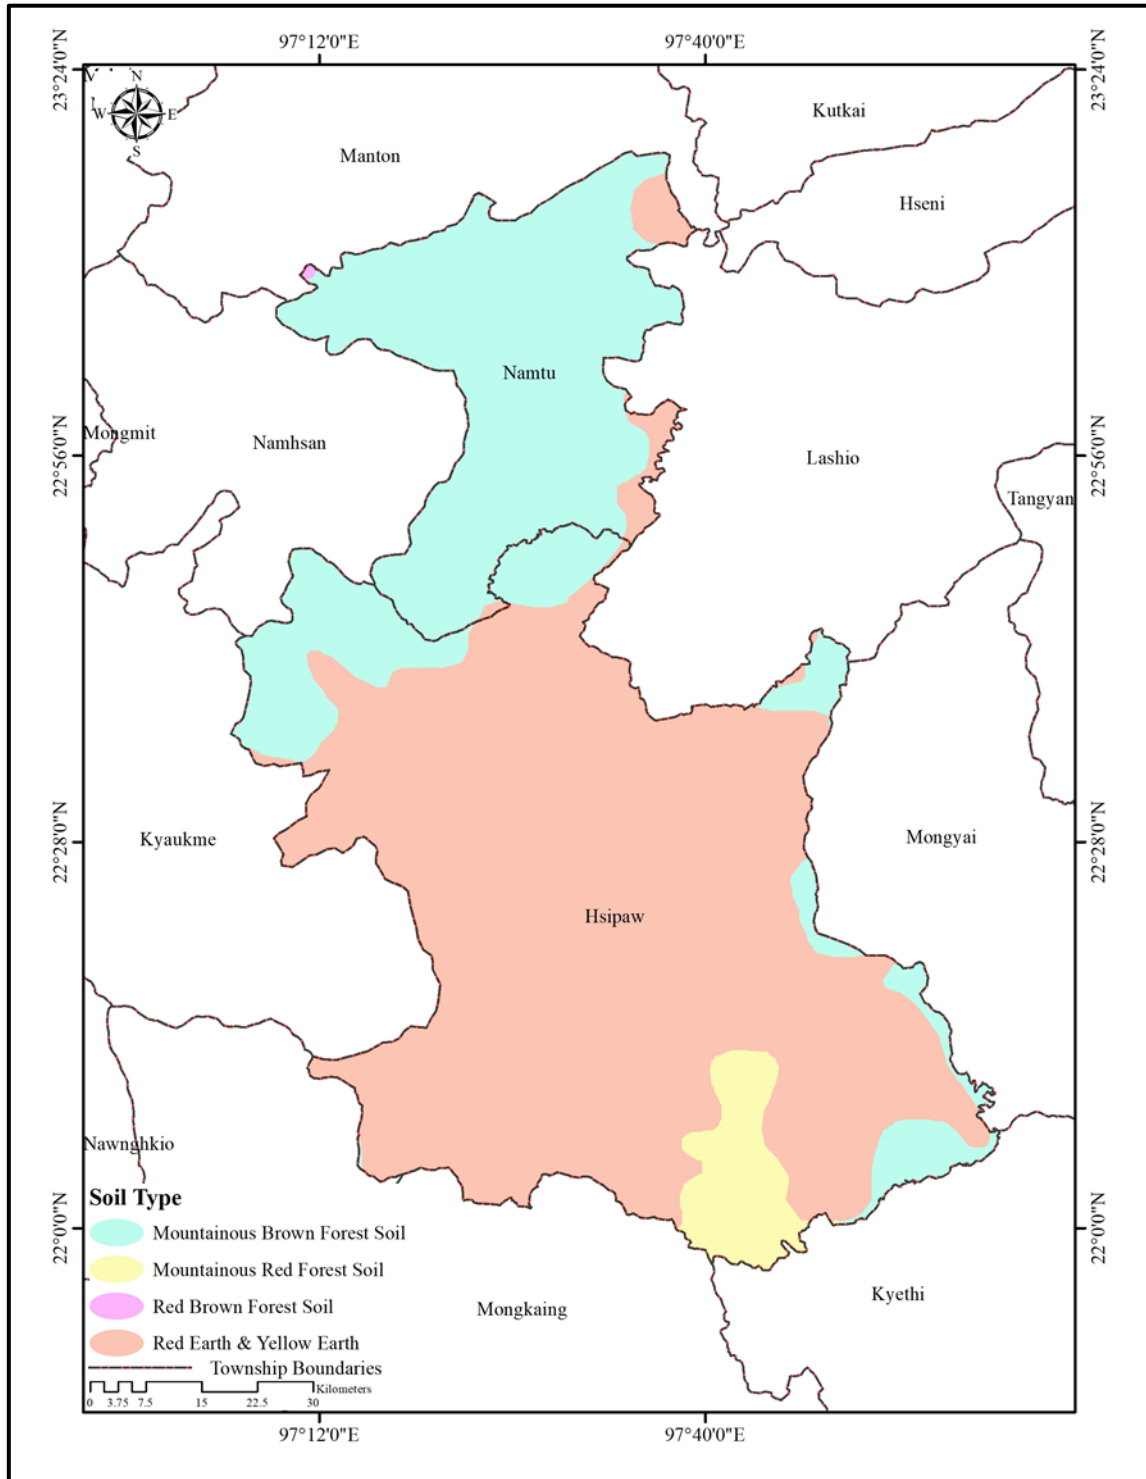 97°12'0"E 97°40'0"E
23°24'0"N 23°24'0"N
N
W E
S
Kutkai
Manton
Hseni
Namtu
Mongmit
Namhsan
Lashio
22°56'0"N 22°56'0"N
Tangyan
Kyaukme
22°28'0"N 22°28'0"N
Mongyai
Hsipaw
Nawnghkio
Soil Type
Mountainous Brown Forest Soil
22°0'0"N 22°0'0"N
Mountainous Red Forest Soil
Red Brown Forest Soil
Mongkaing
Kyethi
Red Earth & Yellow Earth
Township Boundaries
Kilometers
0 3.75 7.5 15 22.5 30
97°12'0"E 97°40'0"E